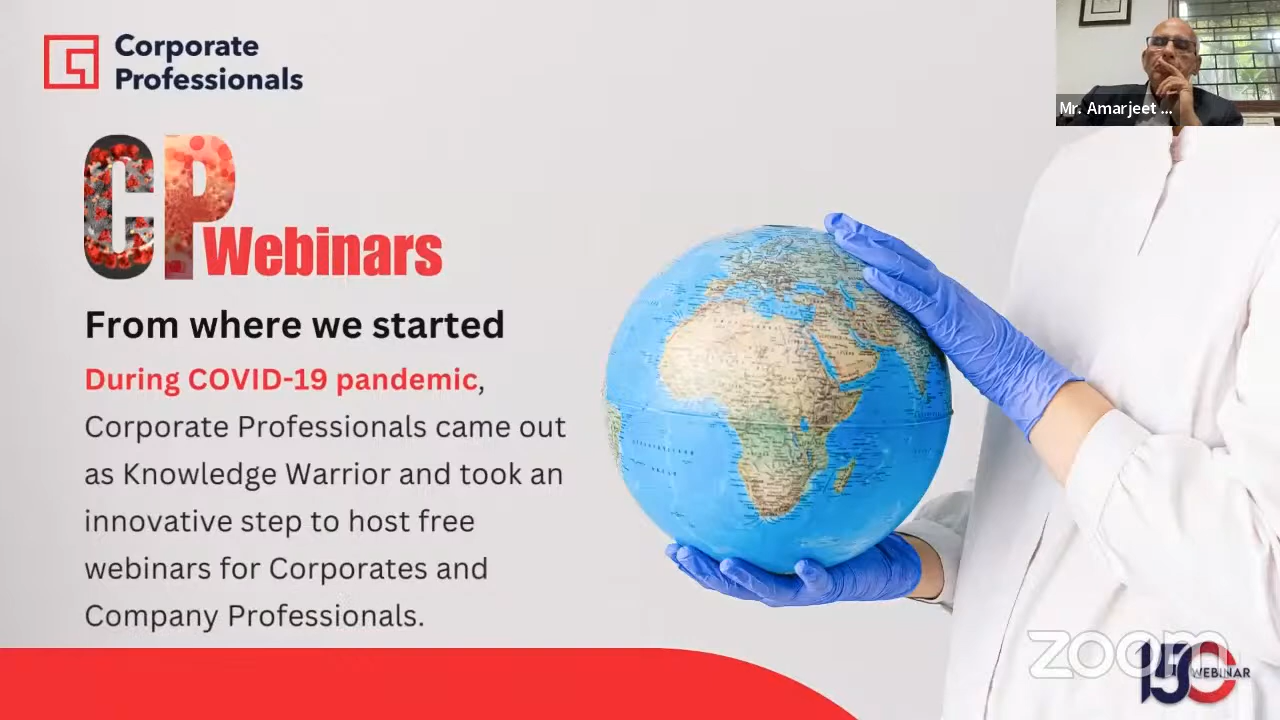 Corporate
Professionals
Mr. Amarjeet ...
CP Webinars
From where we started
During COVID-19 pandemic,
Corporate Professionals came out
as Knowledge Warrior and took an
innovative step to host free
webinars for Corporates and
Company Professionals.
zoom
150 WEBINAR